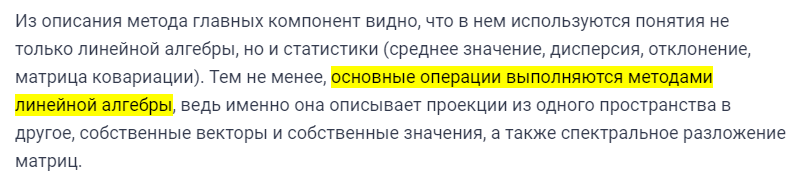 Из описания метода главных компонент видно, что в нем используются понятия не
только линейной алгебры, но и статистики (среднее значение, дисперсия, отклонение,
матрица ковариации). Тем не менее, основные операции выполняются методами
линейной алгебры, ведь именно она описывает проекции из одного пространства в
другое, собственные векторы и собственные значения, а также спектральное разложение
матриц.